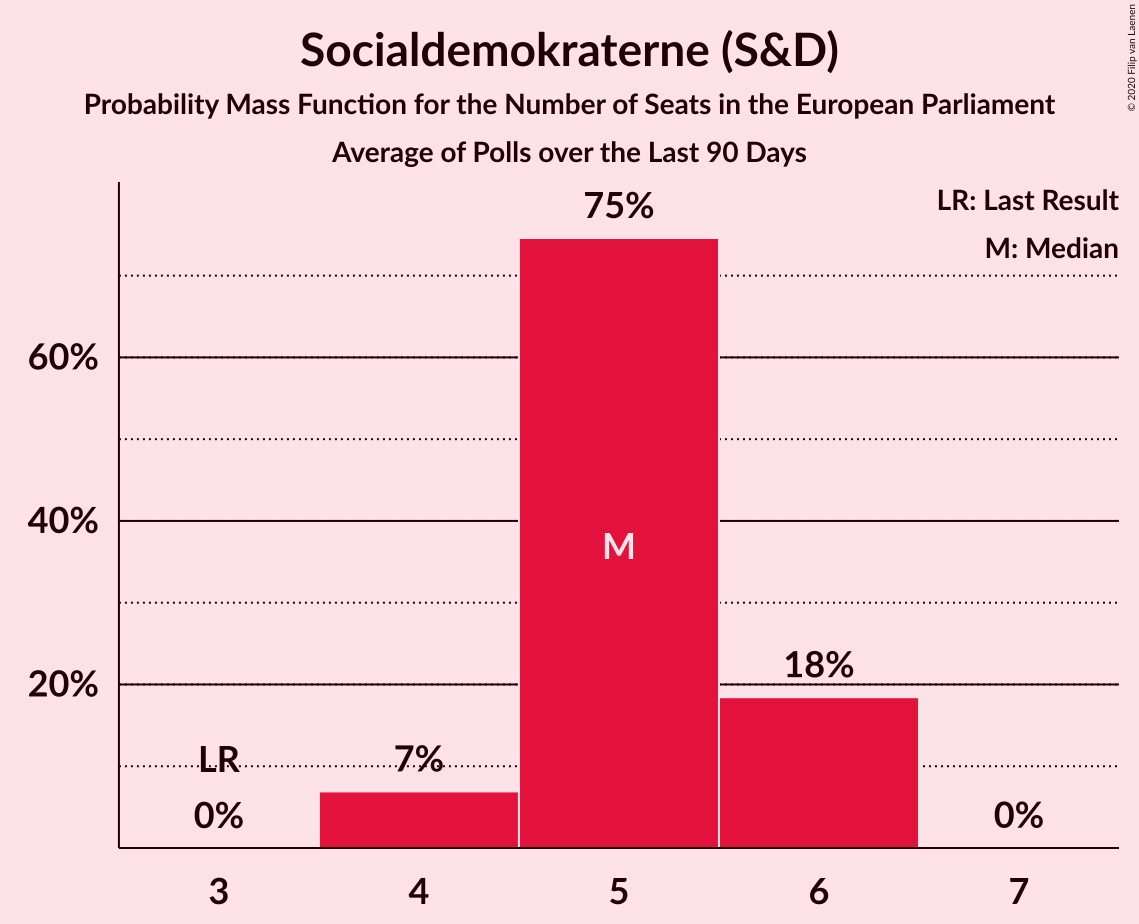 Socialdemokraterne (S&D)
Probability Mass Function for the Number of Seats in the European Parliament
Average of Polls over the Last 90 Days
© 2020 Filip van Laenen
LR: Last Result
M: Median
75%
60%
40%
M
18%
20%
LR
7%
0%
0%
3 4 5 6 7